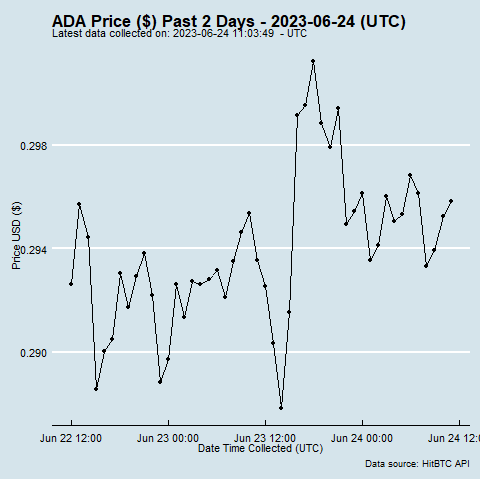 ADA Price ($) Past 2 Days - 2023-06-24 (UTC)
Latest data collected on: 2023-06-24 11:03:49 - UTC
0.298
0.294
0.290
Price USD ($)
Jun 22 12:00 Jun 23 00:00 Jun 23 12:00 Jun 24 00:00 Jun 24 12:00
Date Time Collected (UTC)
Data source: HitBTC API